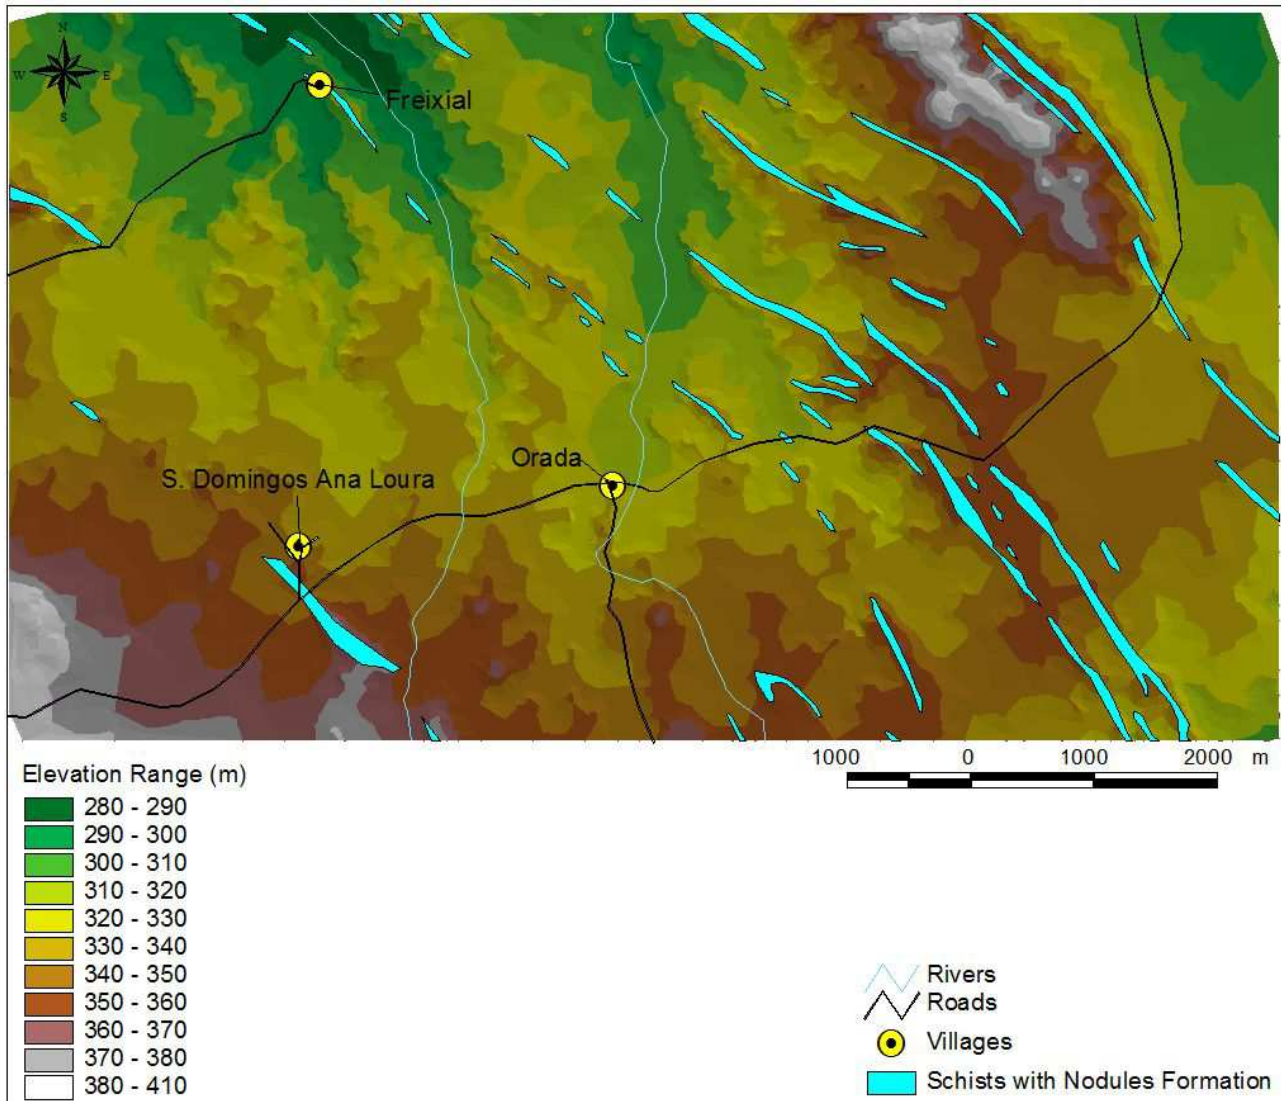 N
W E
S
Freixial
Orada
S. Domingos Ana Loura
1000 0 1000 2000 m
Elevation Range (m)
280 - 290
290 - 300
300 - 310
310 - 320
320 - 330
330 - 340
340 - 350
350 - 360
360 - 370
370 - 380
380 - 410
Rivers
Roads
Villages
Schists with Nodules Formation